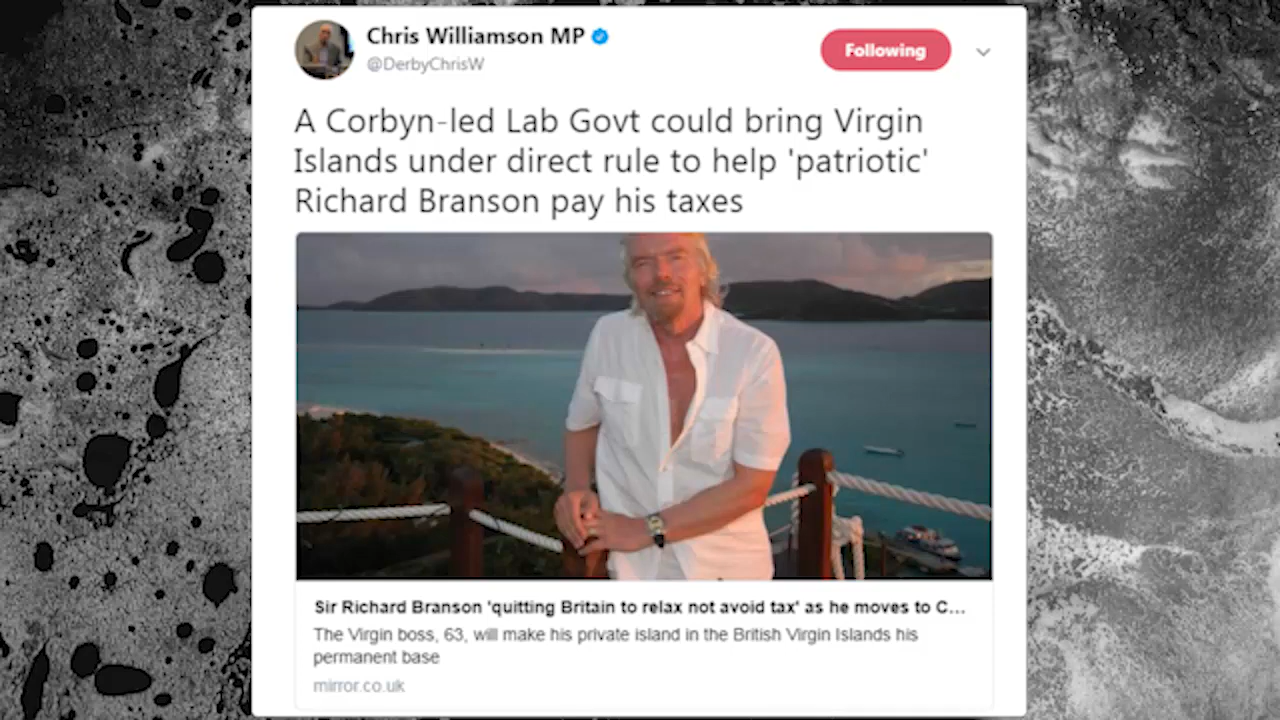 Chris Williamson MP
@DerbyChrisW
Following
A Corbyn-led Lab Govt could bring Virgin
Islands under direct rule to help 'patriotic'
Richard Branson pay his taxes
Sir Richard Branson 'quitting Britain to relax not avoid tax' as he moves to C...
The Virgin boss, 63, will make his private island in the British Virgin Islands his
permanent base
mirror.co.uk